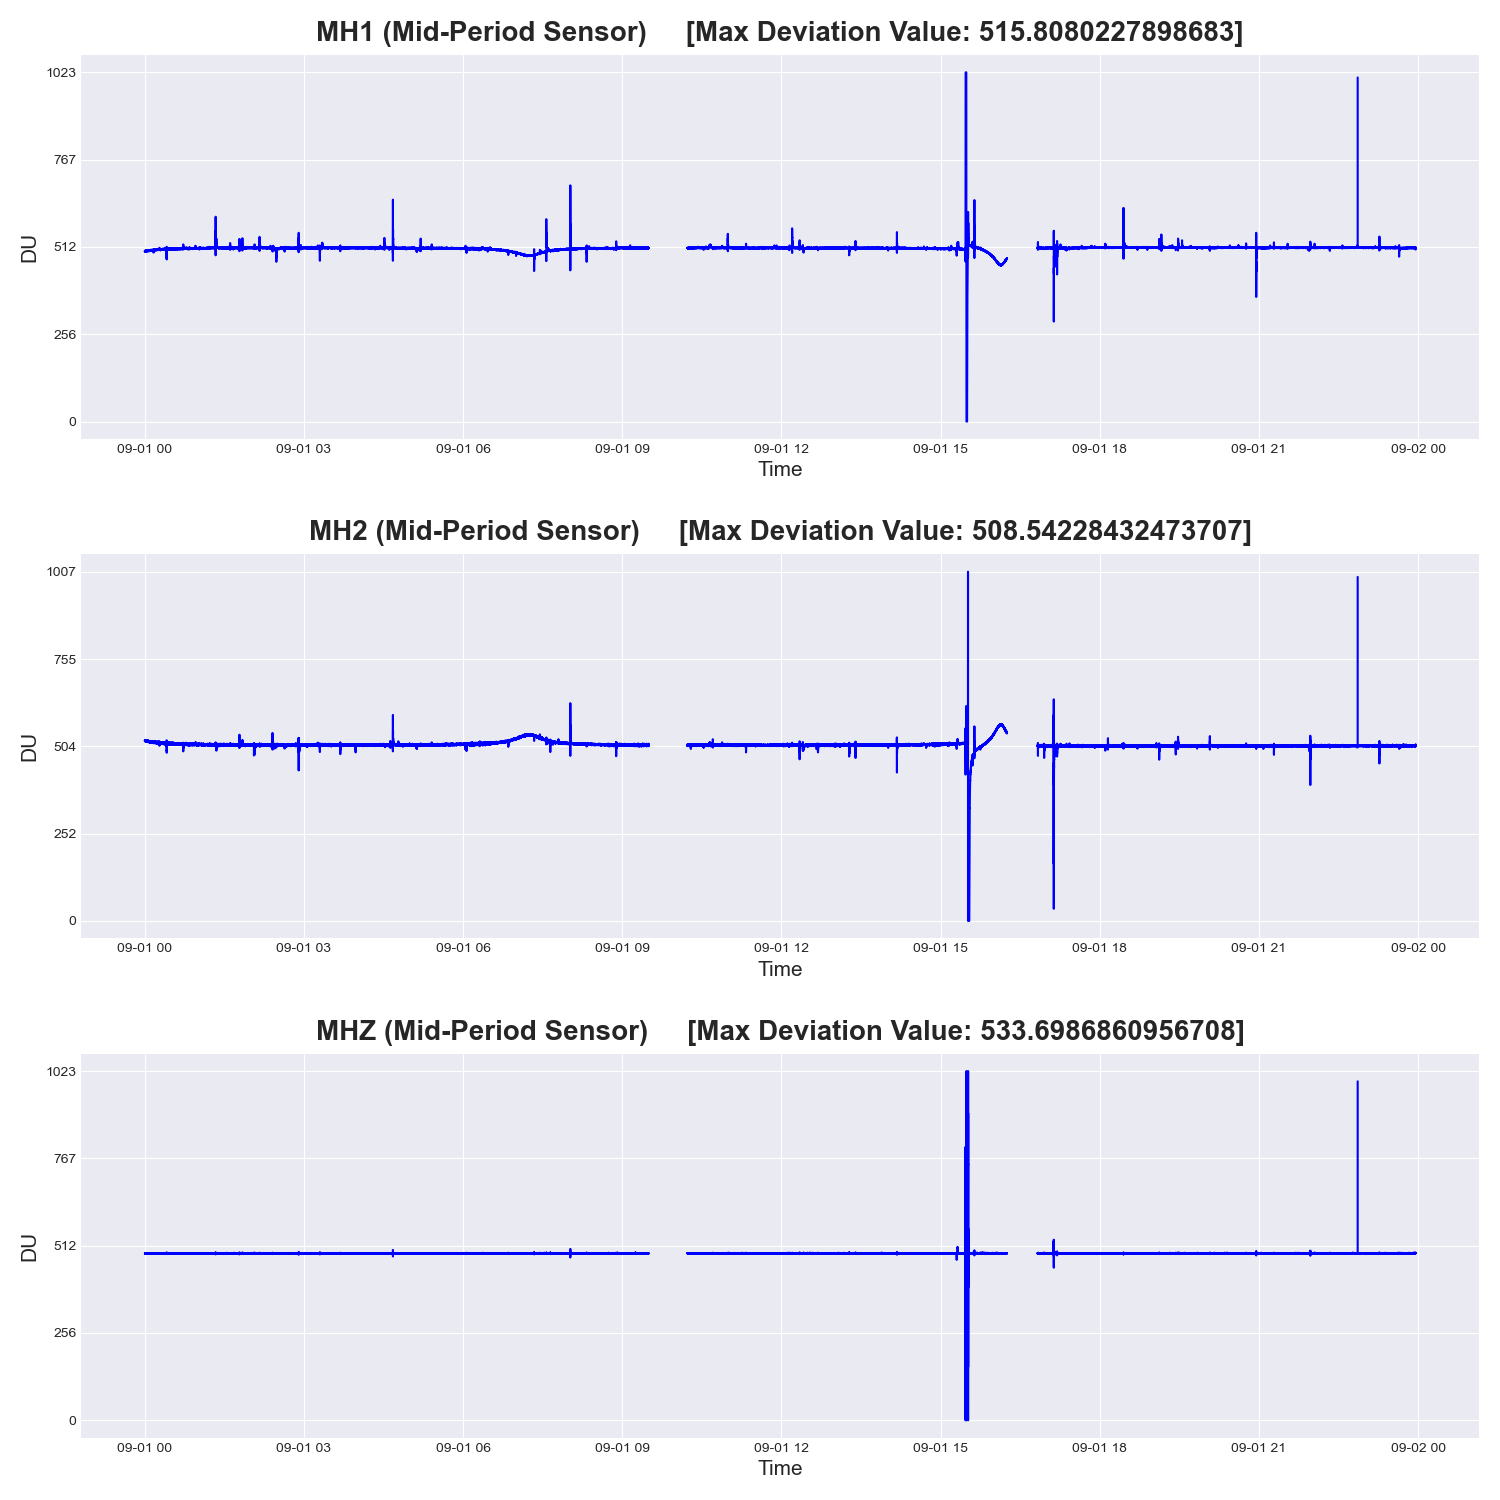 MH1 (Mid-Period Sensor) [Max Deviation Value: 515.8080227898683]
1023
767
512
256
0
DU
09-01 00 09-01 03 09-01 06 09-01 09 09-01 12 09-01 15 09-01 18 09-01 21 09-02 00
Time
MH2 (Mid-Period Sensor) [Max Deviation Value: 508.54228432473707]
1007
755
504
252
0
DU
09-01 00 09-01 03 09-01 06 09-01 09 09-01 12 09-01 15 09-01 18 09-01 21 09-02 00
Time
MHZ (Mid-Period Sensor) [Max Deviation Value: 533.6986860956708]
1023
767
512
256
0
DU
09-01 00 09-01 03 09-01 06 09-01 09 09-01 12 09-01 15 09-01 18 09-01 21 09-02 00
Time